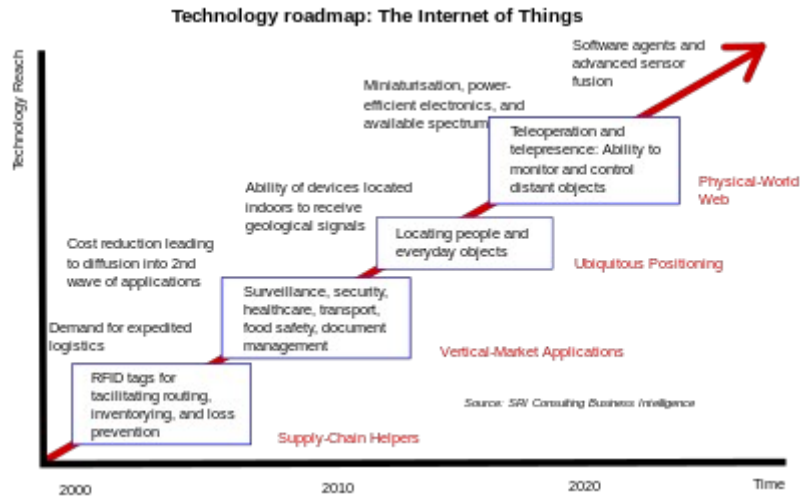 Technology roadmap: The Internet of Things
Technology Reach
Software agents and
advanced sensor
fusion
Miniaturisation, power-
efficient electronics, and
available spectrum
Teleoperation and
telepresence: Ability to
monitor and control
distant objects
Physical-World
Web
Ability of devices located
indoors to receive
geological signals
Locating people and
everyday objects
Ubiquitous Positioning
Cost reduction leading
to diffusion into 2nd
wave of applications
Surveillance, security,
healthcare, transport,
food safety, document
management
Vertical-Market Applications
Demand for expedited
logistics
RFID tags for
facilitating routing,
inventorying, and loss
prevention
Supply-Chain Helpers
Source: SRI Consulting Business Intelligence
2000
2010
2020
Time